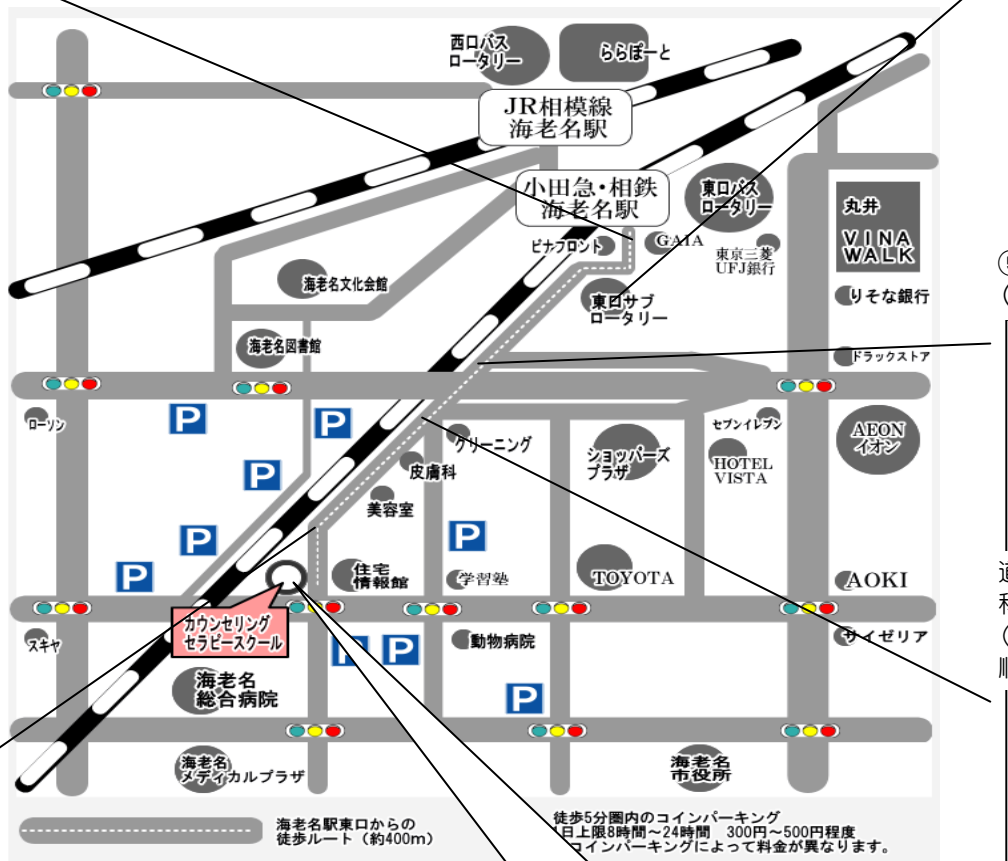 西口バス
ロータリー
ららぽーと
JR相模線
海老名駅
小田急・相鉄
海老名駅
東口バス
ロータリー
丸井
VINA
WALK
ビナフロント
GAIA
東京三菱
UFJ銀行
海老名文化会館
東口サブ
ロータリー
りそな銀行
海老名図書館
ドラックストア
ローソン
P
P
クリーニング
ショッパーズ
プラザ
セブンイレブン
HOTEL
VISTA
AEON
イオン
皮膚科
P
美容室
P
P
P
住宅
情報館
学習塾
TOYOTA
AOKI
カウンセリング
セラピースクール
スキヤ
P
P
動物病院
サイゼリア
海老名
総合病院
P
海老名
メディカルプラザ
海老名
市役所
海老名駅東口からの
徒歩ルート（約400m）
徒歩5分圏内のコインパーキング
1日上限8時間～24時間　300円～500円程度
コインパーキングによって料金が異なります。